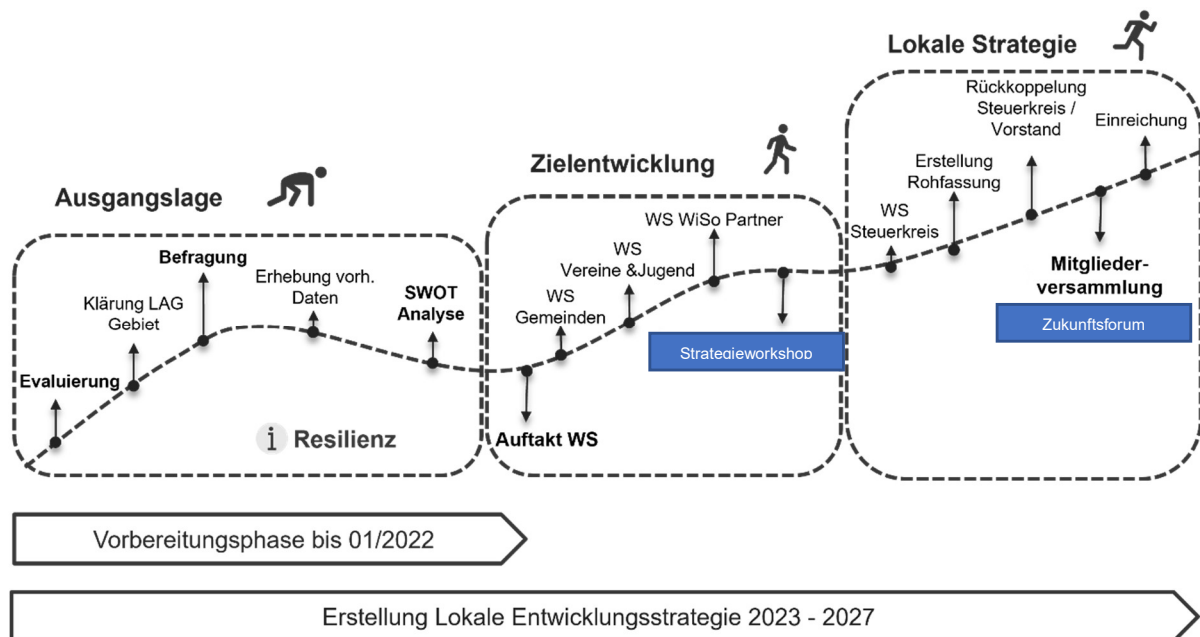 Ausgangslage
Evaluierung
Klärung LAG
Gebiet
Befragung
Erhebung vorh.
Daten
SWOT
Analyse
i Resilienz
Zielentwicklung
Auftakt WS
WS
Gemeinden
WS
Vereine &Jugend
WS WiSo Partner
Strategieworkshop
Lokale Strategie
WS
Steuerkreis
Erstellung
Rohfassung
Rückkoppelung
Steuerkreis /
Vorstand
Mitglieder-
versammlung
Zukunftsforum
Einreichung
Vorbereitungsphase bis 01/2022
Erstellung Lokale Entwicklungsstrategie 2023 - 2027